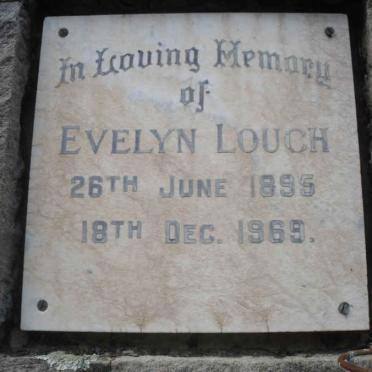 In Loving Memory
of
EVELYN LOUCH
26TH JUNE 1895
18TH DEC. 1969.